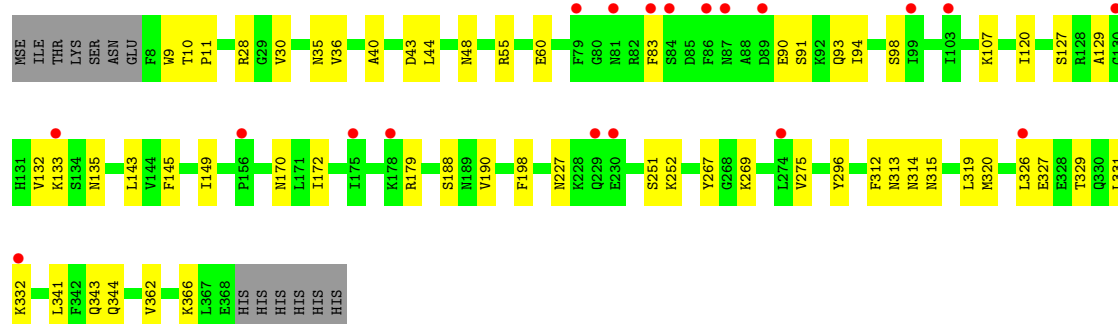 MSE ILE THR LYS SER ASN GLU F8 W9 T10 P11 R28 G29 V30 N35 V36 A40 D43 L44 N48 R55 E60 F79 G80 N81 R82 F83 S84 D85 F86 N87 A88 D89 E90 S91 K92 Q93 I94 S98 I99 I103 K107 I120 S127 R128 A129 G130
H131 V132 K133 S134 N135 L143 V144 F145 I149 P156 N170 L171 I172 I175 K178 R179 S188 N189 V190 F198 N227 K228 Q229 E230 S251 K252 Y267 G268 K269 L274 V275 Y296 F312 N313 N314 N315 L319 M320 L326 E327 E328 T329 Q330 L331
K332 L341 F342 Q343 Q344 V362 K366 L367 E368 HIS HIS HIS HIS HIS HIS